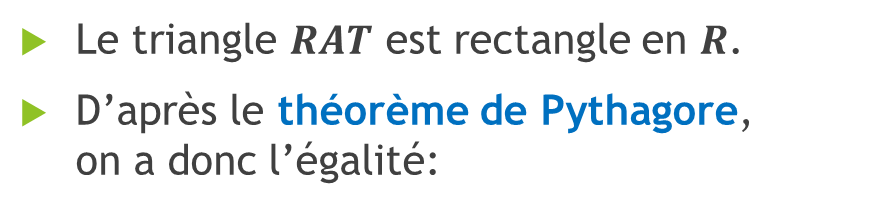 Le triangle RAT est rectangle en R.
D’après le théorème de Pythagore,
on a donc l’égalité: